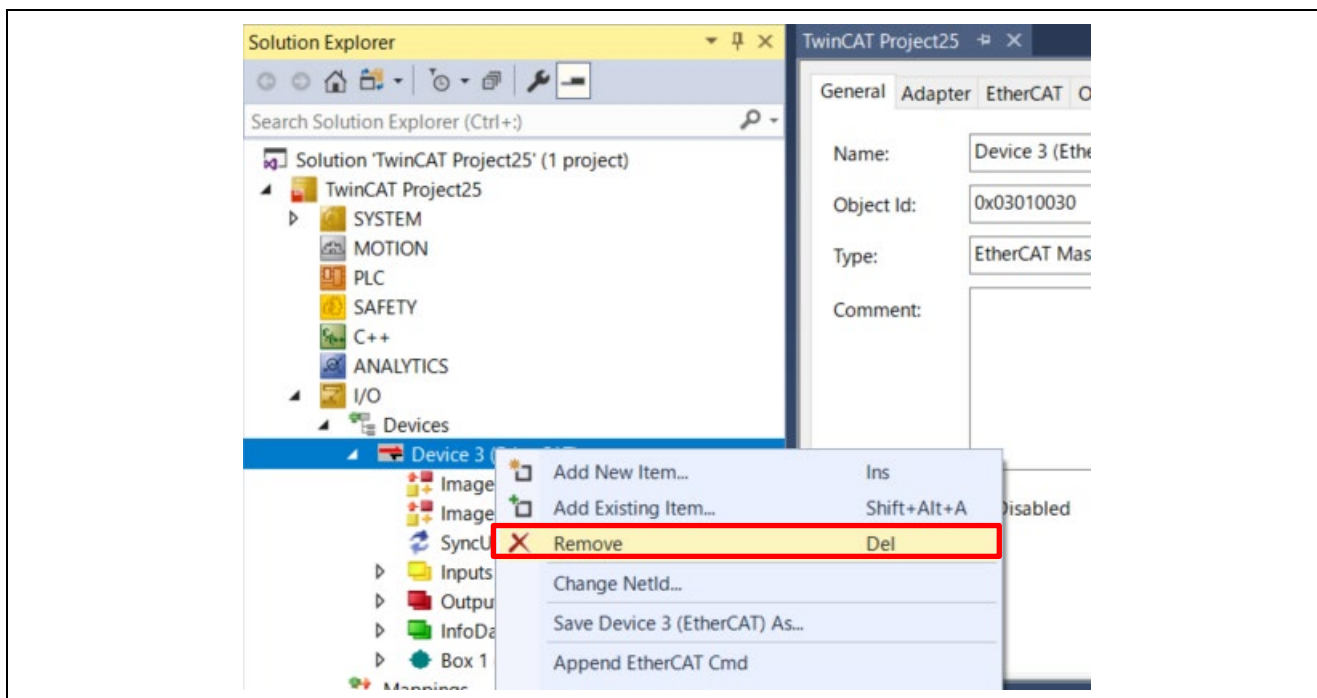 Solution Explorer
Search Solution Explorer (Ctrl+:)
Solution 'TwinCAT Project25' (1 project)
TwinCAT Project25
SYSTEM
MOTION
PLC
SAFETY
C++
ANALYTICS
I/O
Devices
Device 3
Image
Image
SyncU
Inputs
Outpu
InfoDa
Box 1
Mappings
Add New Item... Ins
Add Existing Item... Shift+Alt+A
Remove Del
Change NetId...
Save Device 3 (EtherCAT) As...
Append EtherCAT Cmd
TwinCAT Project25
General Adapter EtherCAT O
Name: Device 3 (Ethe
Object Id: 0x03010030
Type: EtherCAT Mas
Comment:
Disabled